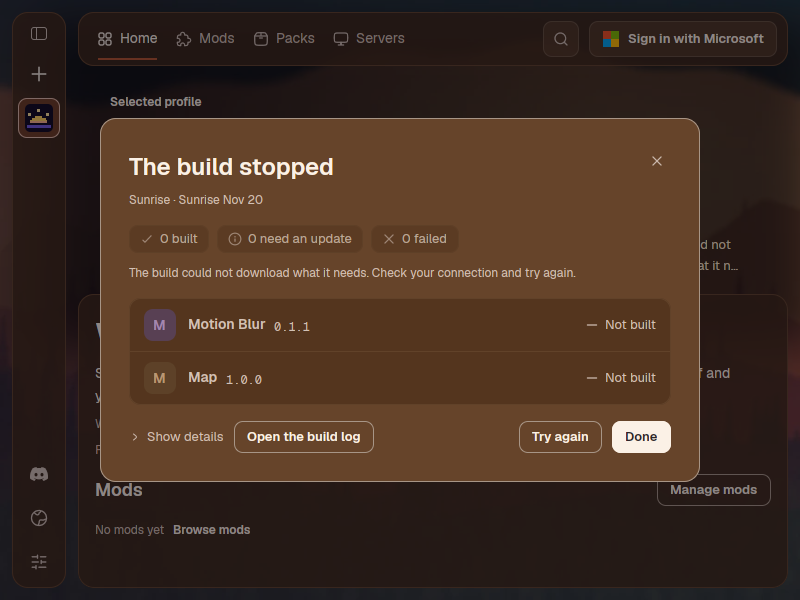 Home
Mods
Packs
Servers
Sign in with Microsoft
Selected profile
The build stopped
Sunrise · Sunrise Nov 20
0 built
0 need an update
0 failed
The build could not download what it needs. Check your connection and try again.
M Motion Blur 0.1.1 — Not built
M Map 1.0.0 — Not built
Show details
Open the build log
Try again
Done
not
it n…
and
Mods
Manage mods
No mods yet Browse mods